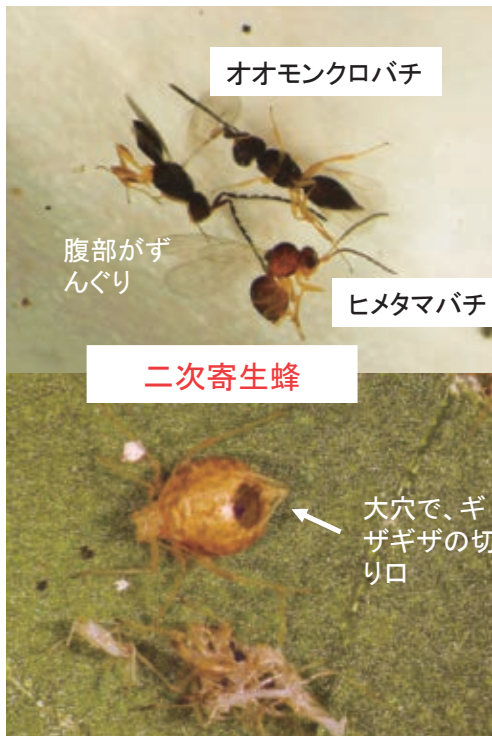 オオモンクロバチ
腹部がず
んぐり
ヒメタマバチ
二次寄生蜂
大穴で、ギ
ザギザの切
り口